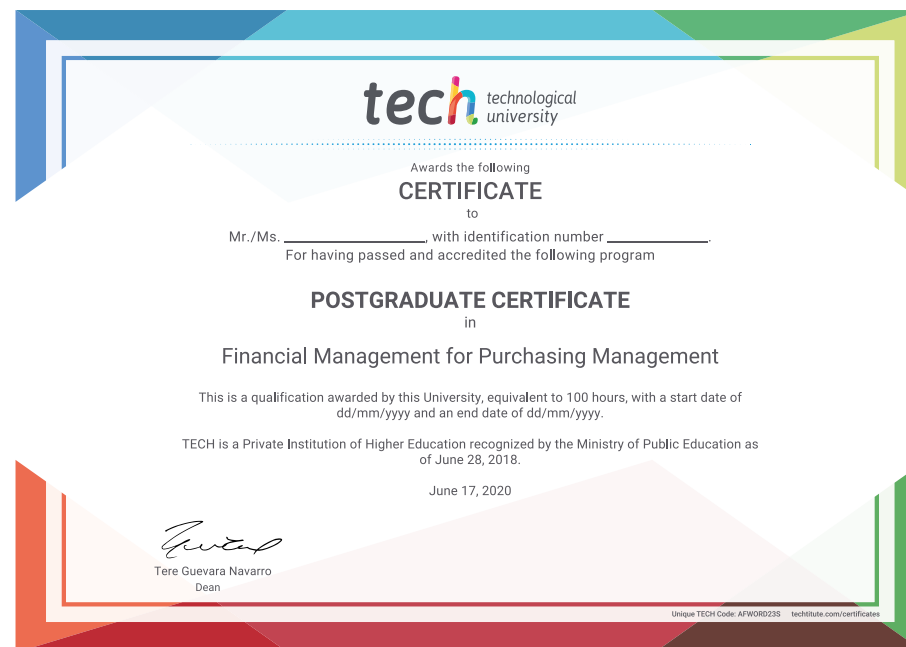 tech technological
university
Awards the following
CERTIFICATE
to
Mr./Ms. ____________________, with identification number ______________.
For having passed and accredited the following program
POSTGRADUATE CERTIFICATE
in
Financial Management for Purchasing Management
This is a qualification awarded by this University, equivalent to 100 hours, with a start date of
dd/mm/yyyy and an end date of dd/mm/yyyy.
TECH is a Private Institution of Higher Education recognized by the Ministry of Public Education as
of June 28, 2018.
June 17, 2020
Tere Guevara Navarro
Dean
Unique TECH Code: AFWORD23S techtitute.com/certificates